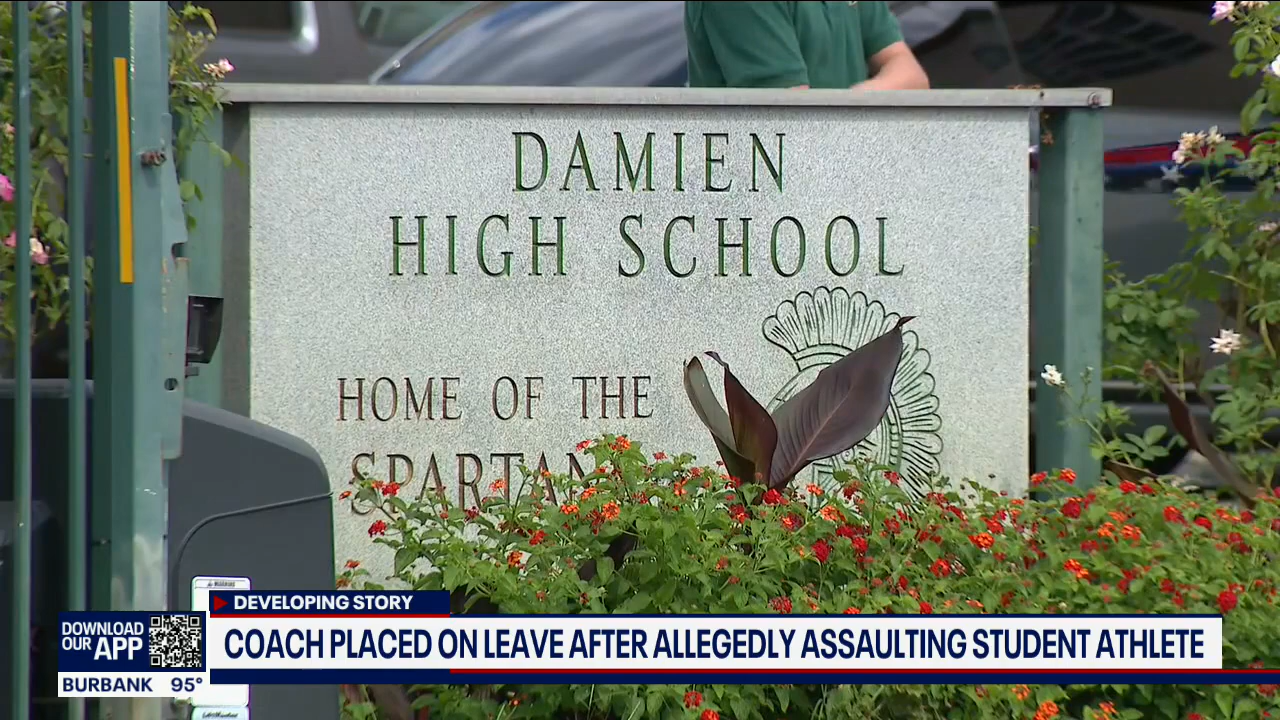 DAMIEN
HIGH SCHOOL
HOME OF THE
SPARTAN
DEVELOPING STORY
COACH PLACED ON LEAVE AFTER ALLEGEDLY ASSAULTING STUDENT ATHLETE
DOWNLOAD
OUR APP
BURBANK 95°